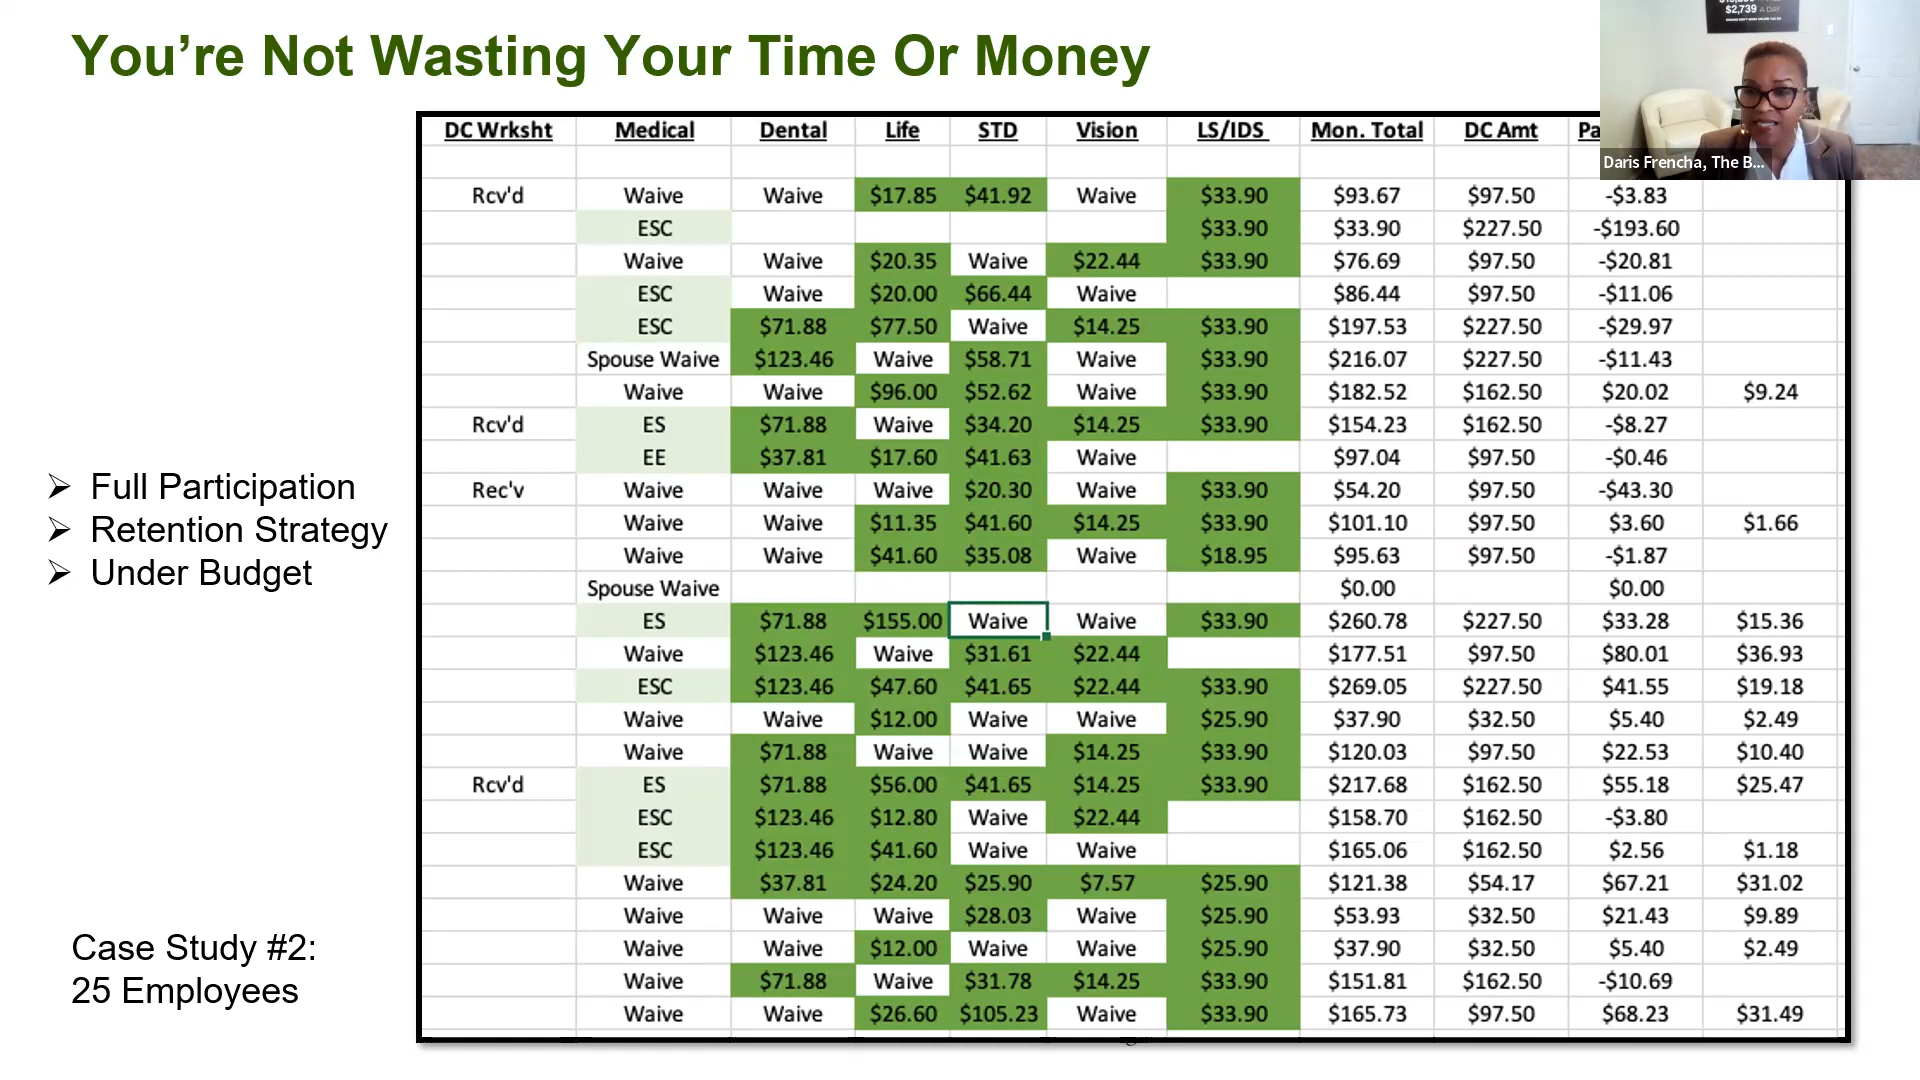 You're Not Wasting Your Time Or Money
$2,739 A DAY
Daris Frencha, The B...
DC Wrksht Medical Dental Life STD Vision LS/IDS Mon. Total DC Amt
Rcv'd Waive Waive $17.85 $41.92 Waive $33.90 $93.67 $97.50 -$3.83
ESC $33.90 $33.90 $227.50 -$193.60
Waive Waive $20.35 Waive $22.44 $33.90 $76.69 $97.50 -$20.81
ESC Waive $20.00 $66.44 Waive $86.44 $97.50 -$11.06
ESC $71.88 $77.50 Waive $14.25 $33.90 $197.53 $227.50 -$29.97
Spouse Waive $123.46 Waive $58.71 Waive $33.90 $216.07 $227.50 -$11.43
Waive Waive $96.00 $52.62 Waive $33.90 $182.52 $162.50 $20.02 $9.24
Rcv'd ES $71.88 Waive $34.20 $14.25 $33.90 $154.23 $162.50 -$8.27
EE $37.81 $17.60 $41.63 Waive $97.04 $97.50 -$0.46
Rec'v Waive Waive Waive $20.30 Waive $33.90 $54.20 $97.50 -$43.30
Waive Waive $11.35 $41.60 $14.25 $33.90 $101.10 $97.50 $3.60 $1.66
Waive Waive $41.60 $35.08 Waive $18.95 $95.63 $97.50 -$1.87
Spouse Waive $0.00 $0.00
ES $71.88 $155.00 Waive Waive $33.90 $260.78 $227.50 $33.28 $15.36
Waive $123.46 Waive $31.61 $22.44 $177.51 $97.50 $80.01 $36.93
ESC $123.46 $47.60 $41.65 $22.44 $33.90 $269.05 $227.50 $41.55 $19.18
Waive Waive $12.00 Waive Waive $25.90 $37.90 $32.50 $5.40 $2.49
Waive $71.88 Waive Waive $14.25 $33.90 $120.03 $97.50 $22.53 $10.40
Rcv'd ES $71.88 $56.00 $41.65 $14.25 $33.90 $217.68 $162.50 $55.18 $25.47
ESC $123.46 $12.80 Waive $22.44 $158.70 $162.50 -$3.80
ESC $123.46 $41.60 Waive Waive $165.06 $162.50 $2.56 $1.18
Waive $37.81 $24.20 $25.90 $7.57 $25.90 $121.38 $54.17 $67.21 $31.02
Waive Waive Waive $28.03 Waive $25.90 $53.93 $32.50 $21.43 $9.89
Waive Waive $12.00 Waive Waive $25.90 $37.90 $32.50 $5.40 $2.49
Waive $71.88 Waive $31.78 $14.25 $33.90 $151.81 $162.50 -$10.69
Waive Waive $26.60 $105.23 Waive $33.90 $165.73 $97.50 $68.23 $31.49
➢ Full Participation
➢ Retention Strategy
➢ Under Budget
Case Study #2:
25 Employees